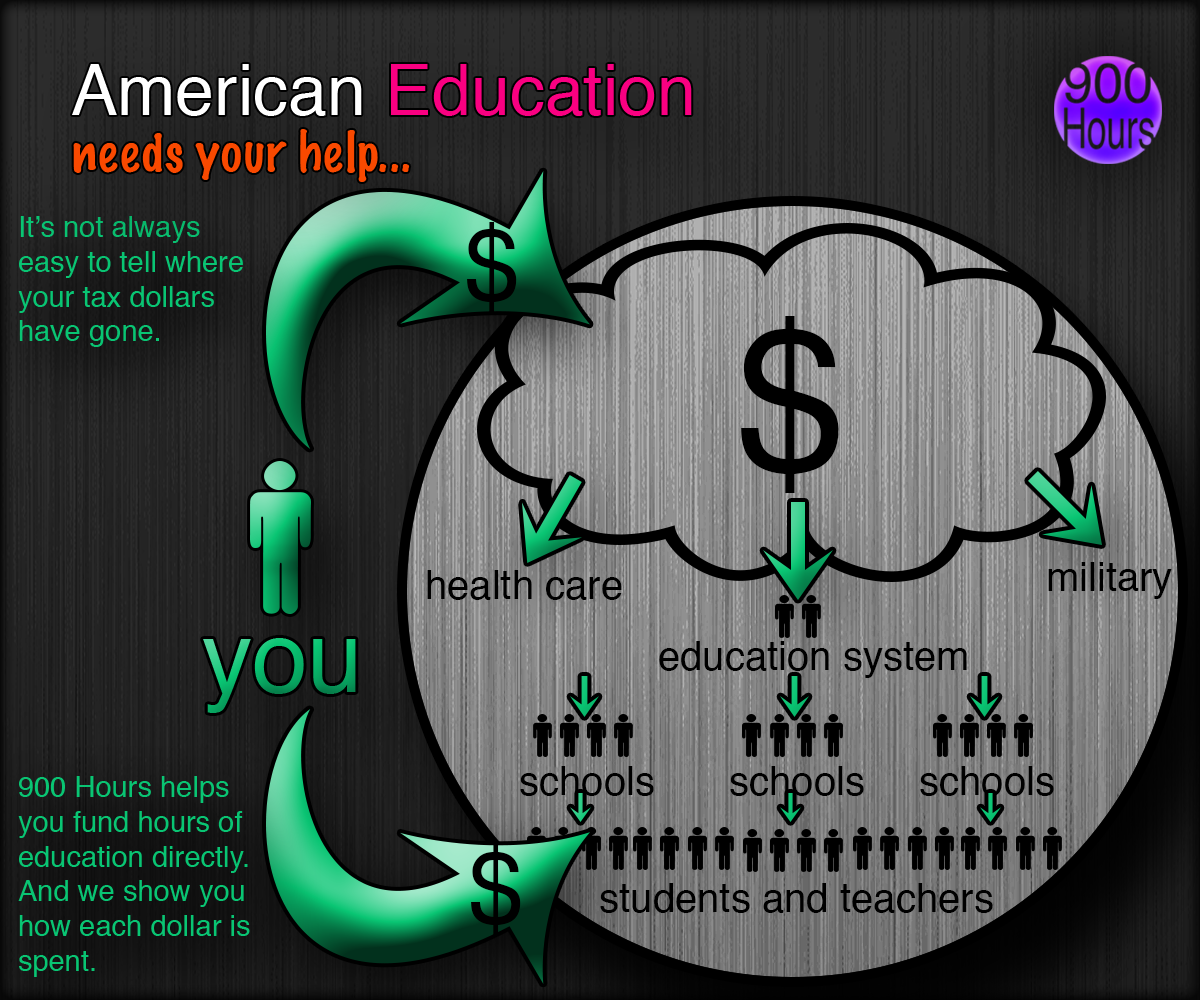 American Education
needs your help...
900
Hours
It's not always
easy to tell where
your tax dollars
have gone.
$
$
health care
military
education system
you
schools schools schools
900 Hours helps
you fund hours of
education directly.
And we show you
how each dollar is
spent.
$
students and teachers